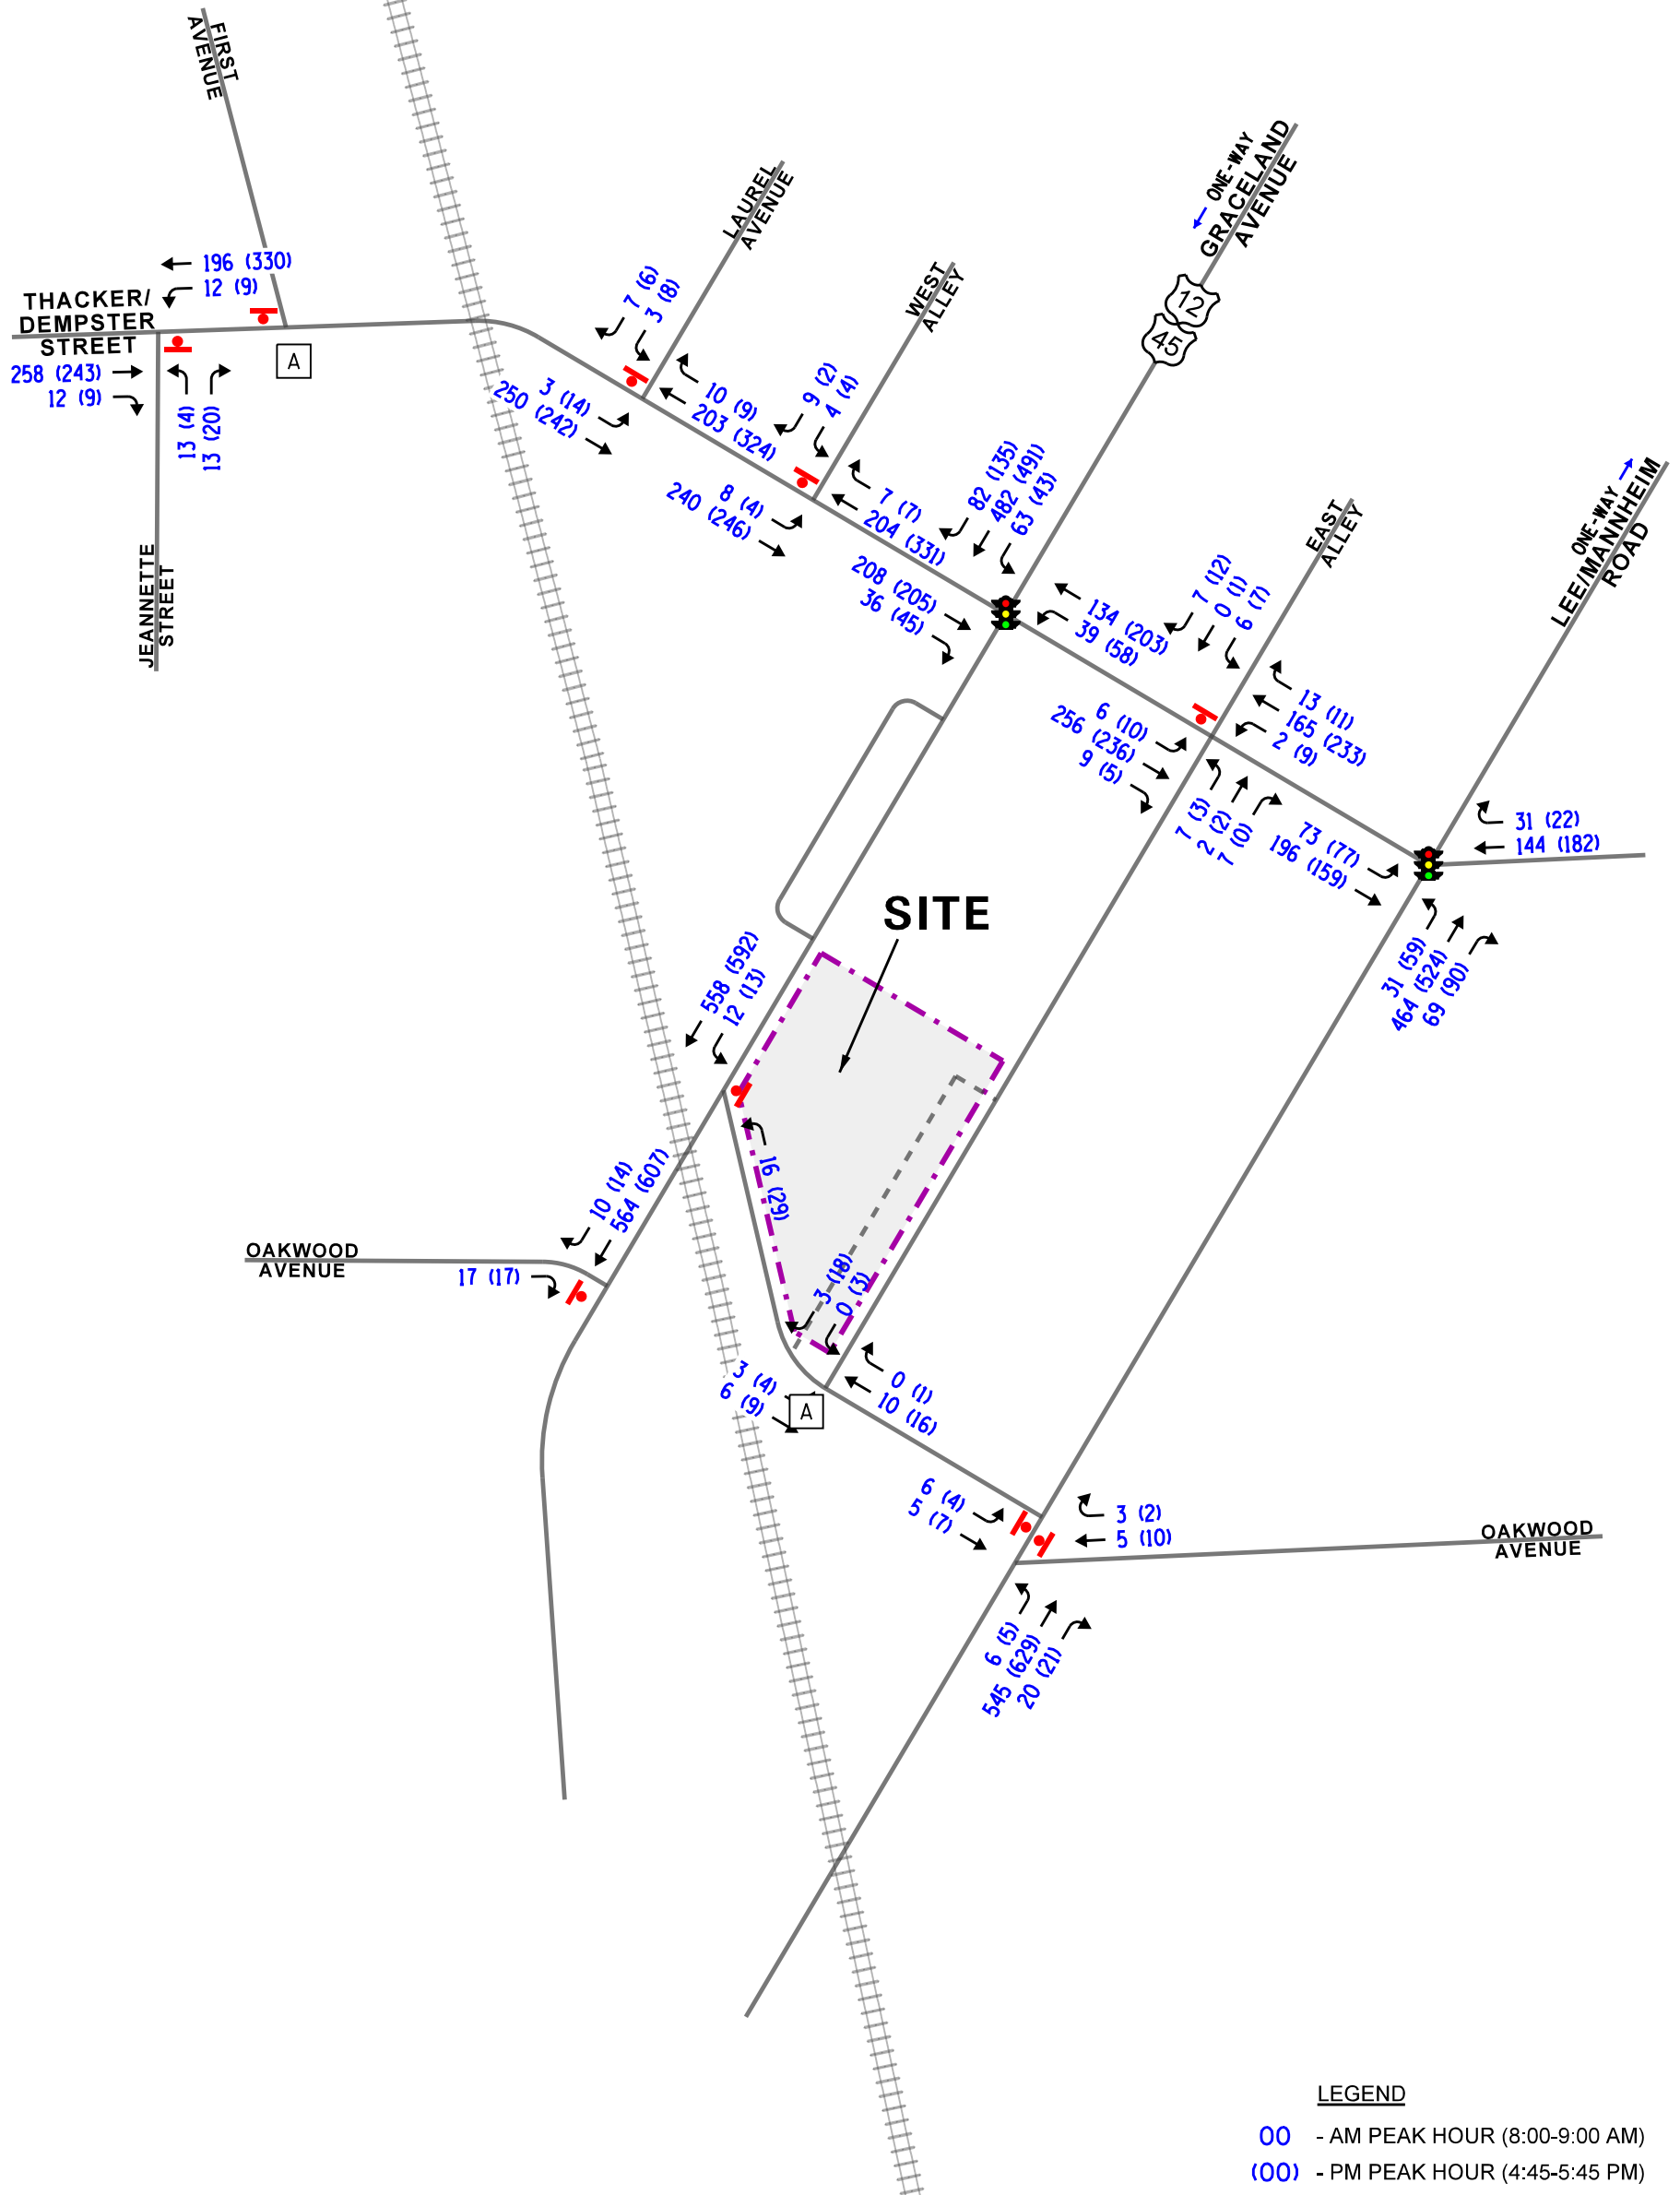 FIRST
AVENUE
ONE-WAY
GRACELAND
AVENUE
LAUREL
AVENUE
WEST
ALLEY
12
45
196 (330)
12 (9)
THACKER/
DEMPSTER
STREET
258 (243)
12 (9)
A
13 (4)
13 (20)
JEANNETTE
STREET
7 (6)
3 (8)
3 (14)
250 (242)
10 (9)
203 (324)
9 (2)
4 (4)
8 (4)
240 (246)
7 (7)
204 (331)
82 (135)
482 (491)
63 (43)
208 (205)
36 (45)
134 (203)
39 (58)
EAST
ALLEY
ONE-WAY
LEE/MANNHEIM
ROAD
7 (12)
0 (1)
6 (7)
6 (10)
256 (236)
9 (5)
13 (11)
165 (233)
2 (9)
7 (3)
2 (2)
7 (0)
73 (77)
196 (159)
31 (22)
144 (182)
31 (59)
464 (524)
69 (90)
SITE
558 (592)
12 (13)
16 (29)
10 (14)
564 (607)
OAKWOOD
AVENUE
17 (17)
3 (18)
0 (3)
3 (4)
6 (9)
A
0 (1)
10 (16)
6 (4)
5 (7)
3 (2)
5 (10)
OAKWOOD
AVENUE
6 (5)
545 (629)
20 (21)
LEGEND
00 - AM PEAK HOUR (8:00-9:00 AM)
(00) - PM PEAK HOUR (4:45-5:45 PM)